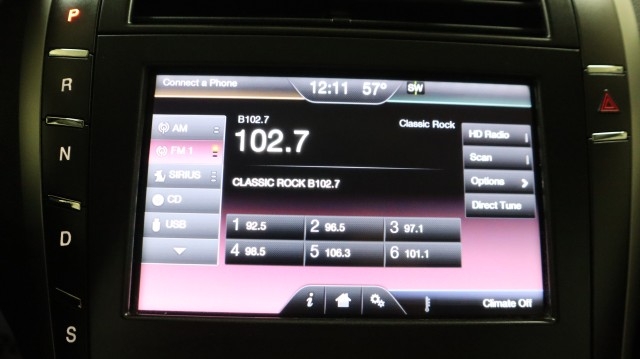 P
R
N
D
S
Connect a Phone
12:11 57° SW
B102.7
102.7
Classic Rock
CLASSIC ROCK B102.7
AM
FM 1
SIRIUS
CD
USB
HD Radio
Scan
Options
Direct Tune
1 92.5 2 96.5 3 97.1
4 98.5 5 106.3 6 101.1
i
Climate Off